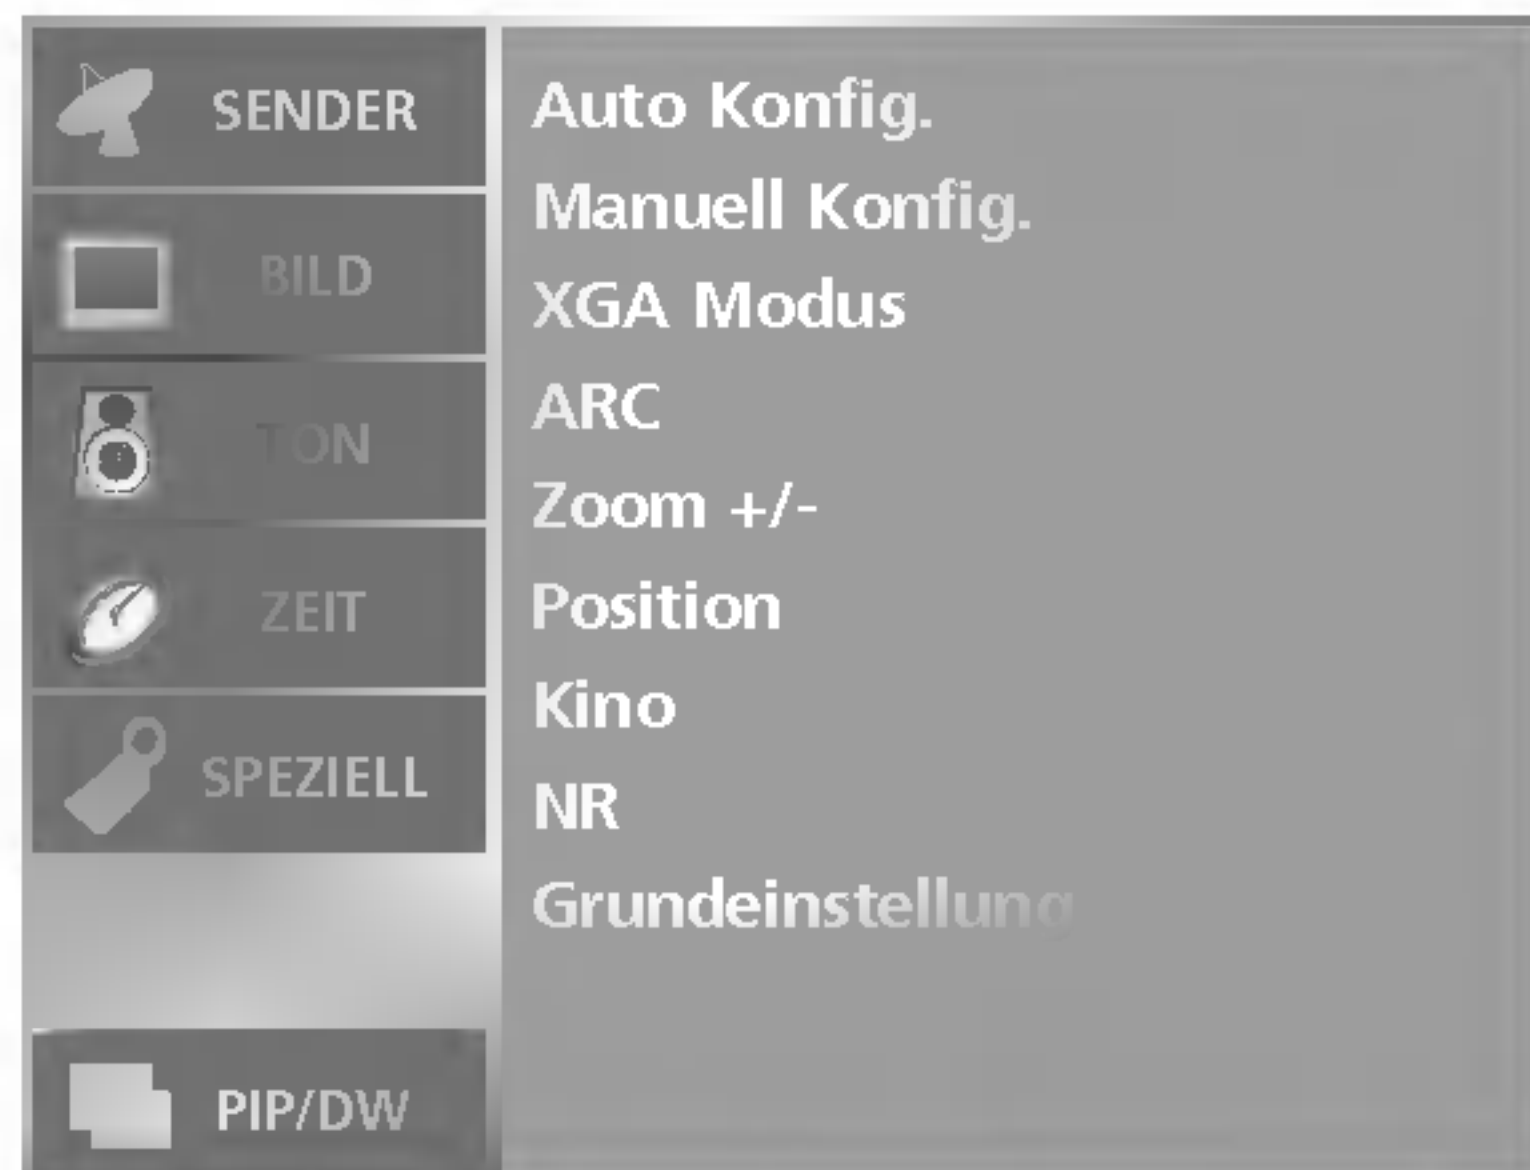 SENDER
BILD
TON
ZEIT
SPEZIELL
PIP/DW
Auto Konfig.
Manuell Konfig.
XGA Modus
ARC
Zoom +/-
Position
Kino
NR
Grundeinstellung